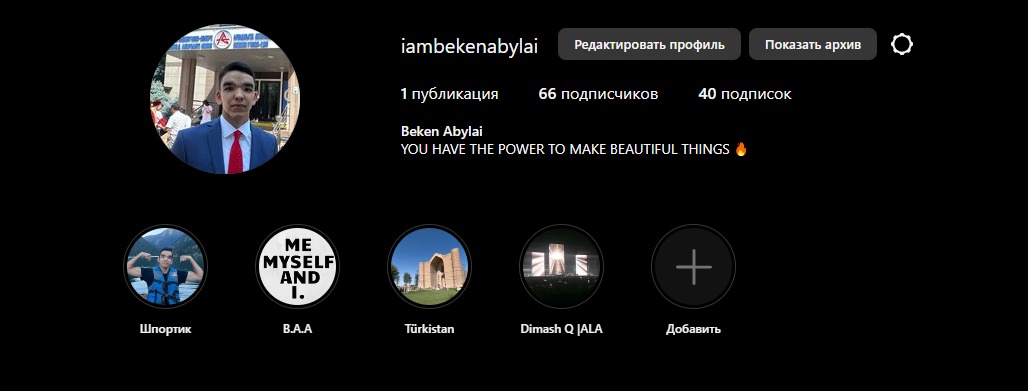 iambekenabylai
Редактировать профиль
Показать архив
1 публикация
66 подписчиков
40 подписок
Beken Abylai
YOU HAVE THE POWER TO MAKE BEAUTIFUL THINGS 🔥
ME
MYSELF
AND
I.
Шпортик
B.A.A
Türkistan
Dimash Q |ALA
Добавить